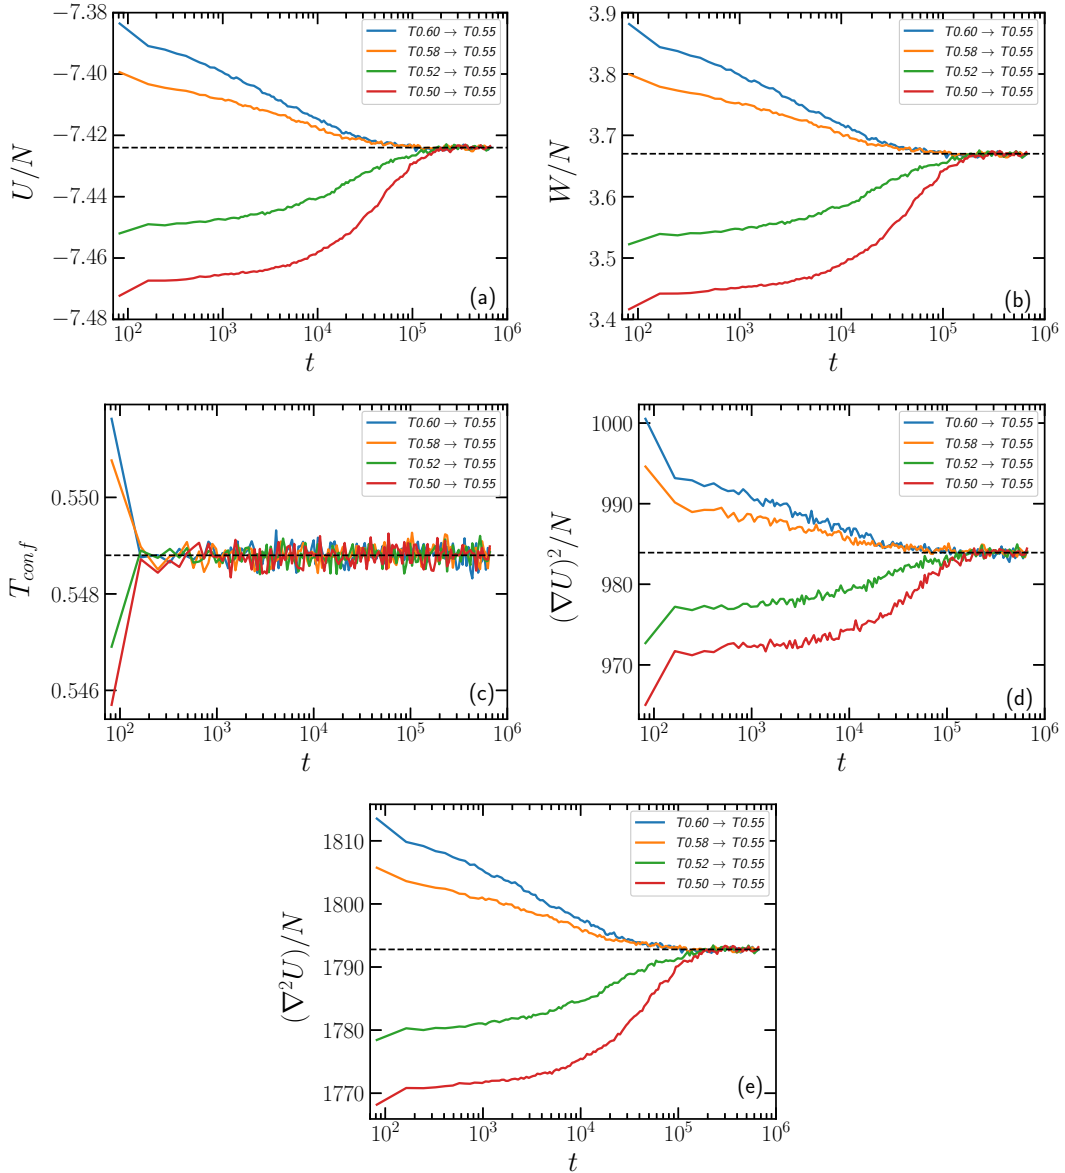 −7.38
−7.40
−7.42
−7.44
−7.46
−7.48
U/N
T0.60 → T0.55
T0.58 → T0.55
T0.52 → T0.55
T0.50 → T0.55
(a)
10² 10³ 10⁴ 10⁵ 10⁶
t
3.9
3.8
3.7
3.6
3.5
3.4
W/N
T0.60 → T0.55
T0.58 → T0.55
T0.52 → T0.55
T0.50 → T0.55
(b)
10² 10³ 10⁴ 10⁵ 10⁶
t
0.550
0.548
0.546
T_conf
T0.60 → T0.55
T0.58 → T0.55
T0.52 → T0.55
T0.50 → T0.55
(c)
10² 10³ 10⁴ 10⁵ 10⁶
t
1000
990
980
970
(∇U)²/N
T0.60 → T0.55
T0.58 → T0.55
T0.52 → T0.55
T0.50 → T0.55
(d)
10² 10³ 10⁴ 10⁵ 10⁶
t
1810
1800
1790
1780
1770
(∇²U)/N
T0.60 → T0.55
T0.58 → T0.55
T0.52 → T0.55
T0.50 → T0.55
(e)
10² 10³ 10⁴ 10⁵ 10⁶
t